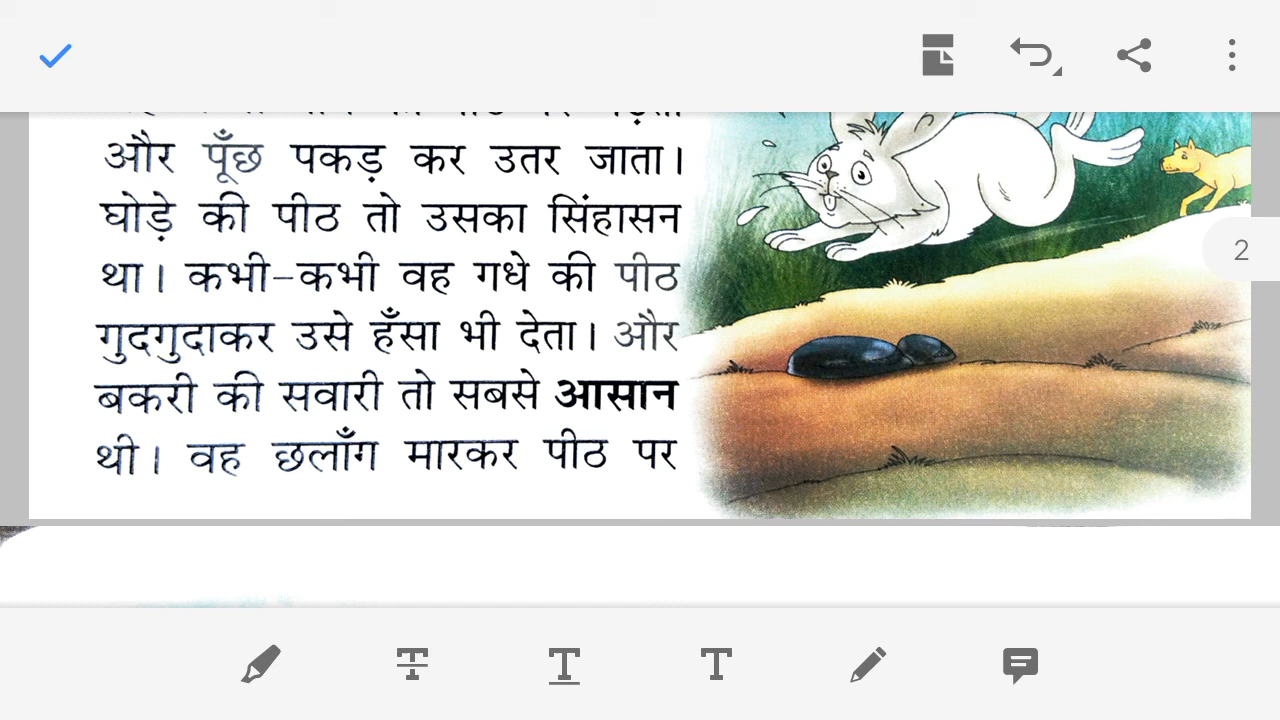 और पूँछ पकड़ कर उतर जाता।
घोड़े की पीठ तो उसका सिंहासन
था। कभी-कभी वह गधे की पीठ
गुदगुदाकर उसे हँसा भी देता। और
बकरी की सवारी तो सबसे आसान
थी। वह छलाँग मारकर पीठ पर
2